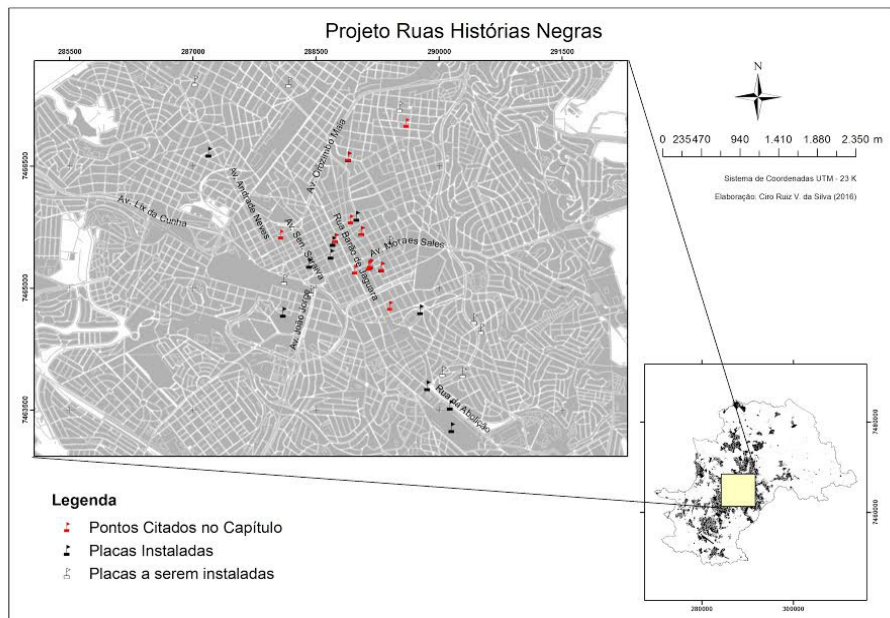 Projeto Ruas Histórias Negras
285500
287000
288500
290000
291500
N
0 235470 940 1.410 1.880 2.350 m
Sistema de Coordenadas UTM - 23 K
Elaboração: Ciro Ruiz V. da Silva (2016)
7466500
7465000
7463500
Av. Orozimbo Maia
Av. Andrade Neves
Av. Lix da Cunha
Av. Sen. Saraiva
Rua Barão de Jaguara
Av. Moraes Sales
Av. João Jorge
Rua da Abolição
Legenda
Pontos Citados no Capítulo
Placas Instaladas
Placas a serem instaladas
7480000
7460000
280000
300000